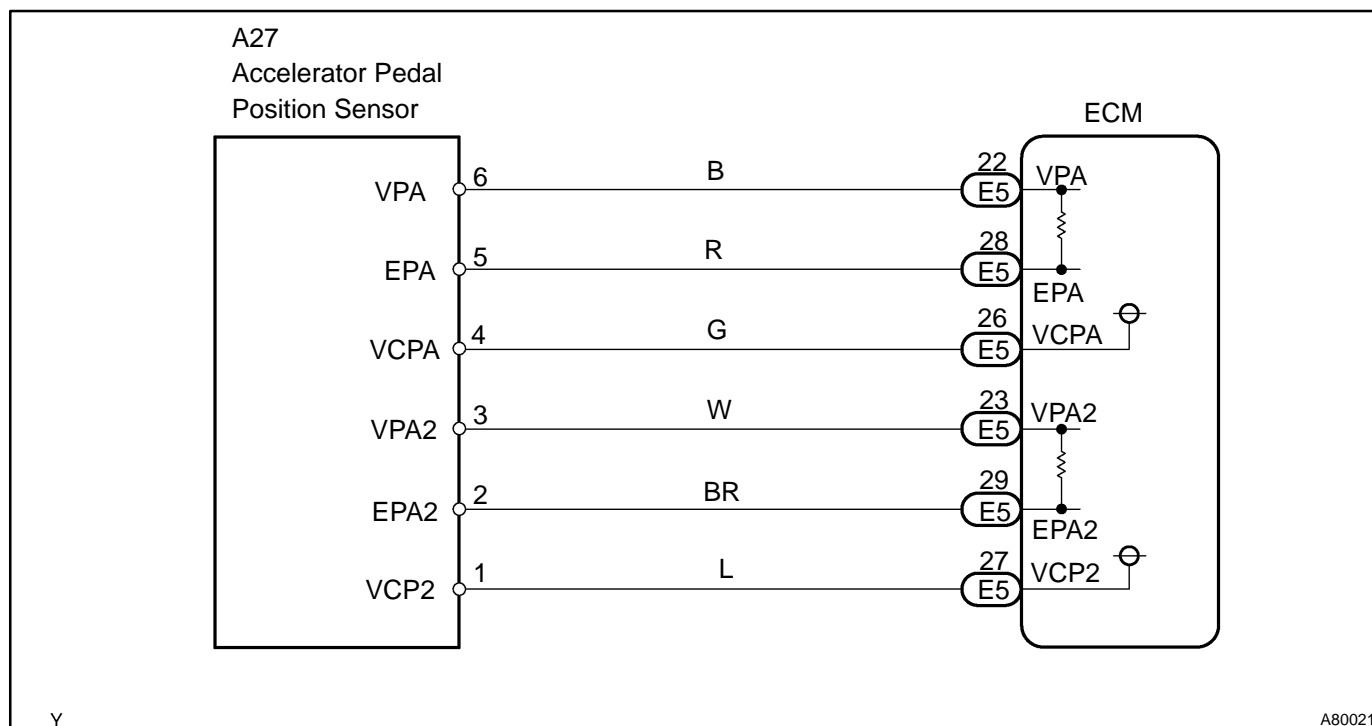 A27
Accelerator Pedal
Position Sensor
ECM
VPA 6 B 22 E5 VPA
EPA 5 R 28 E5 EPA
VCPA 4 G 26 E5 VCPA
VPA2 3 W 23 E5 VPA2
EPA2 2 BR 29 E5 EPA2
VCP2 1 L 27 E5 VCP2
Y A80021